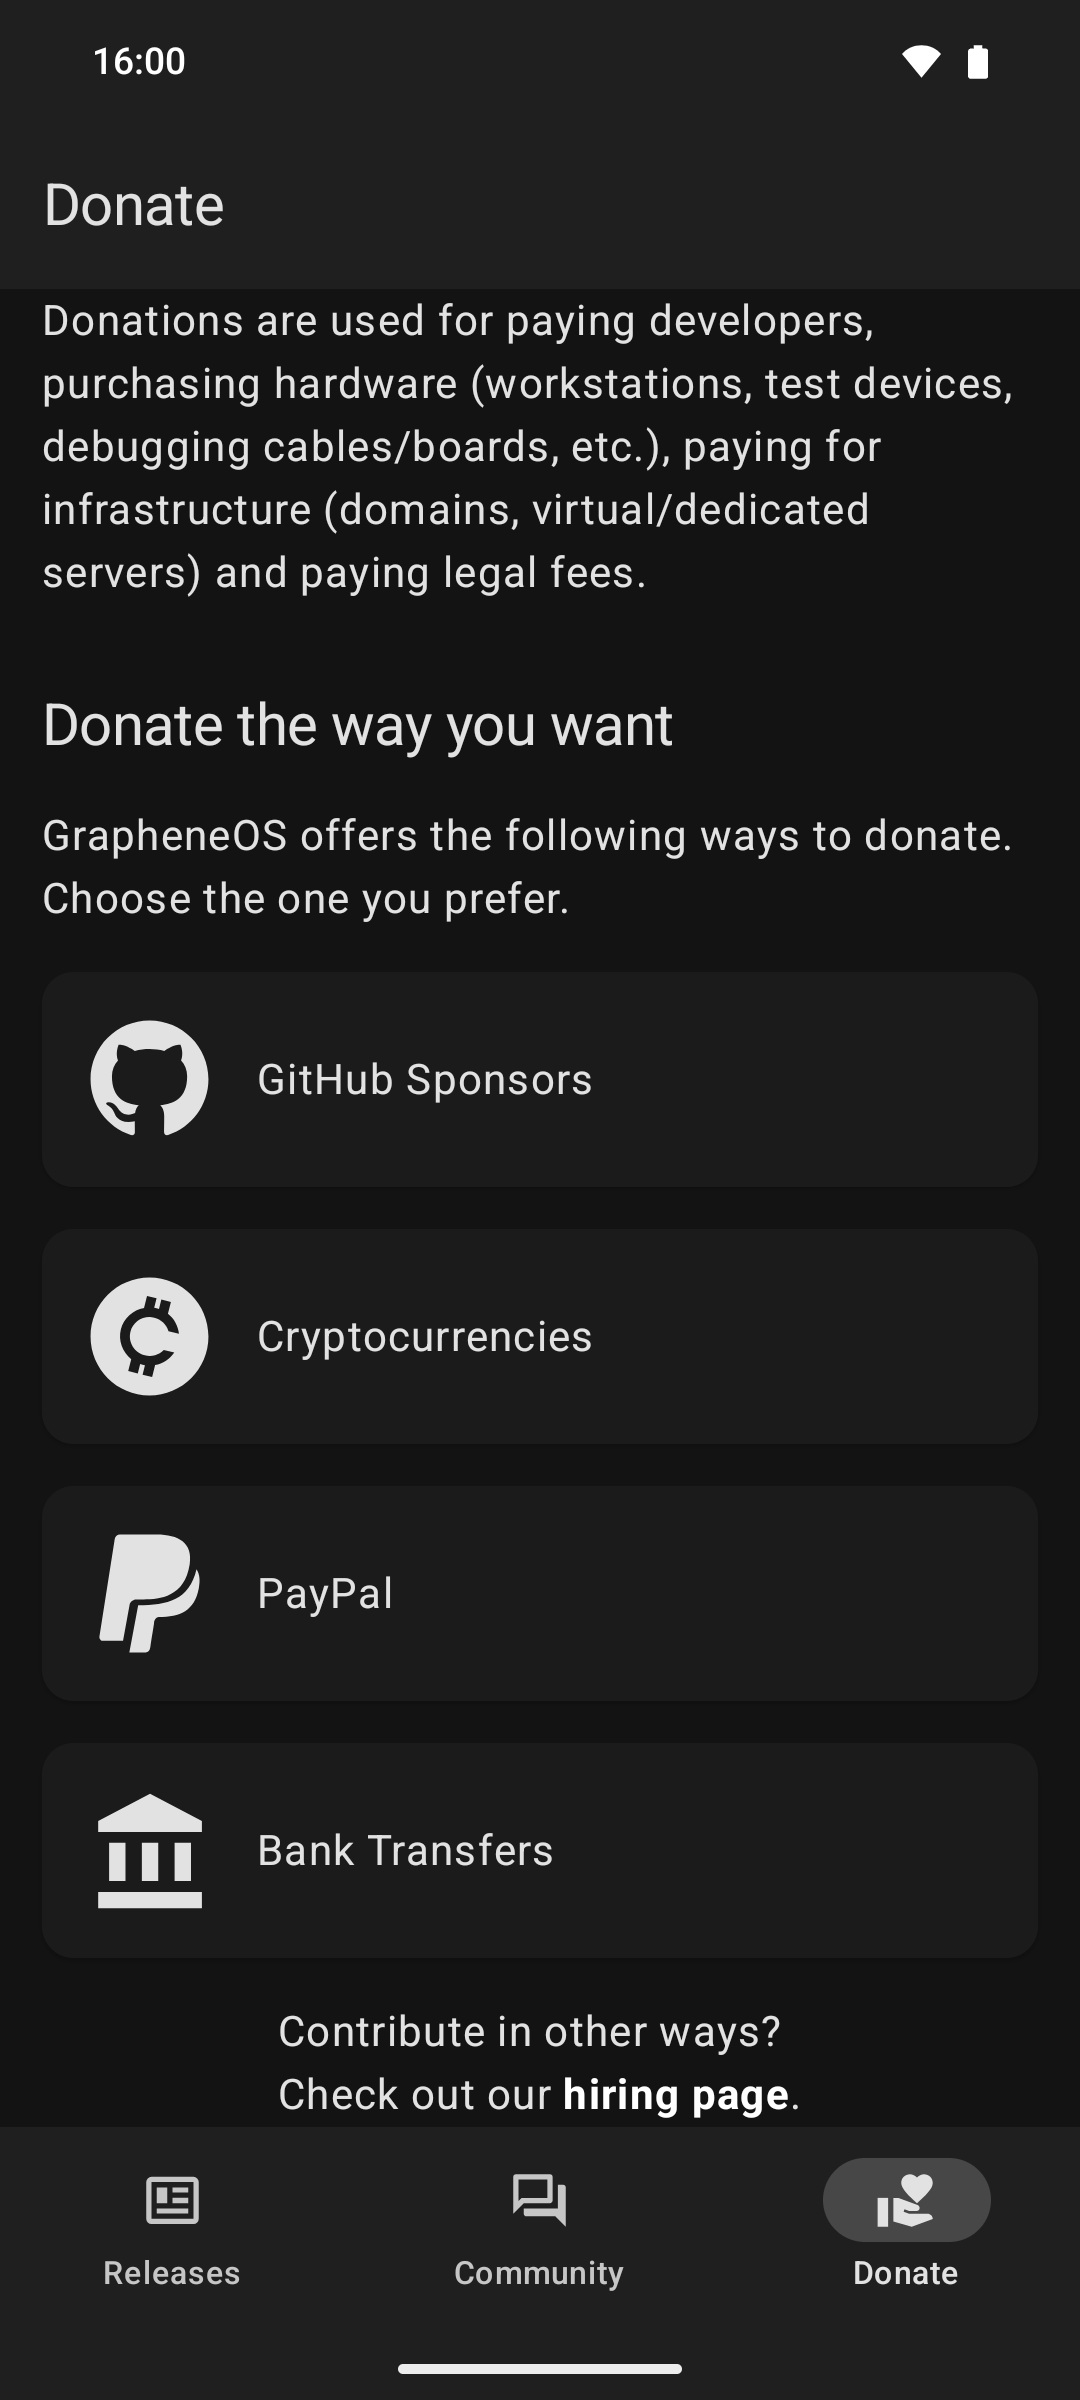 16:00
Donate
Donations are used for paying developers,
purchasing hardware (workstations, test devices,
debugging cables/boards, etc.), paying for
infrastructure (domains, virtual/dedicated
servers) and paying legal fees.
Donate the way you want
GrapheneOS offers the following ways to donate.
Choose the one you prefer.
GitHub Sponsors
Cryptocurrencies
PayPal
Bank Transfers
Contribute in other ways?
Check out our hiring page.
Releases
Community
Donate